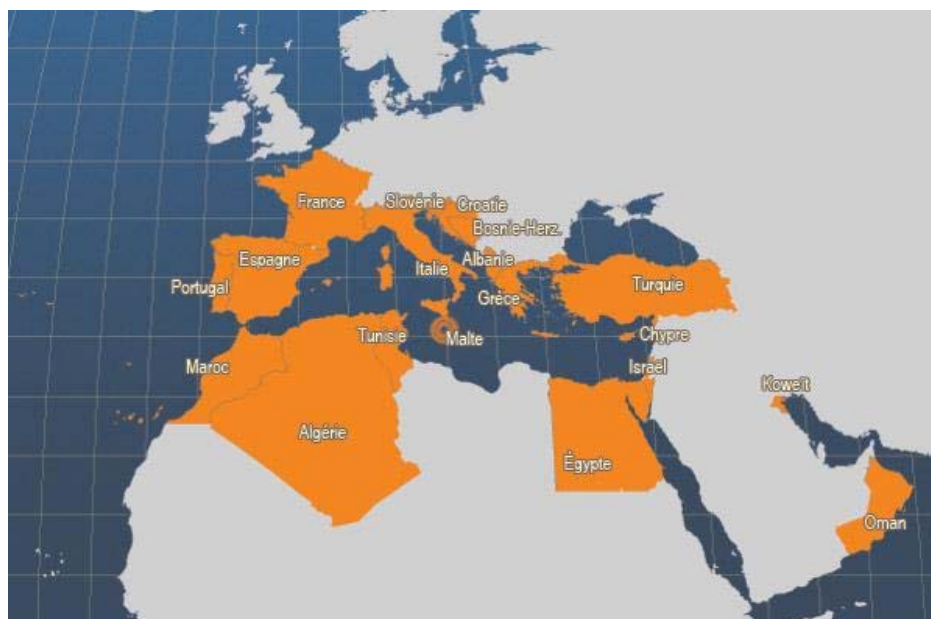 France
Slovénie
Croatie
Bosnie-Herz.
Espagne
Albanie
Italie
Turquie
Portugal
Grèce
Tunisie
Malte
Chypre
Maroc
Israël
Koweït
Algérie
Égypte
Oman